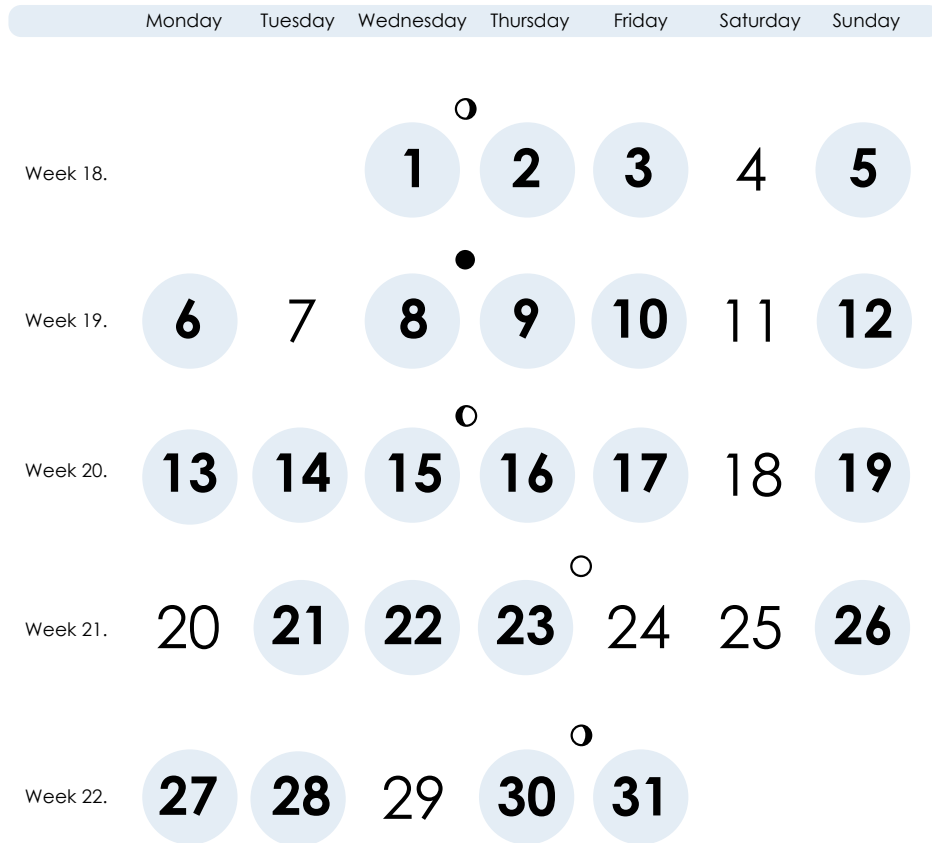 Monday Tuesday Wednesday Thursday Friday Saturday Sunday
Week 18. 1 2 3 4 5
Week 19. 6 7 8 9 10 11 12
Week 20. 13 14 15 16 17 18 19
Week 21. 20 21 22 23 24 25 26
Week 22. 27 28 29 30 31